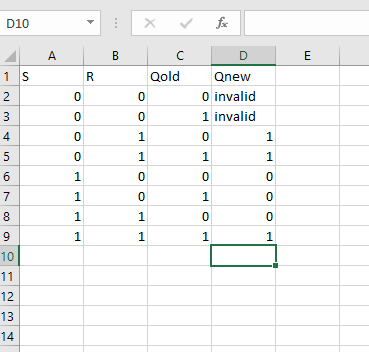 D10 fx
A B C D E
1 S R Qold Qnew
2 0 0 0 invalid
3 0 0 1 invalid
4 0 1 0 1
5 0 1 1 1
6 1 0 0 0
7 1 0 1 0
8 1 1 0 0
9 1 1 1 1
10
11
12
13
14